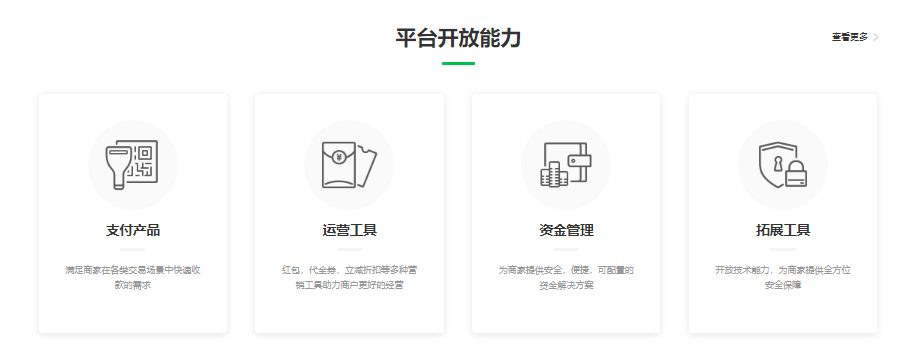 平台开放能力
查看更多
支付产品
满足商家在各类交易场景中快速收
款的需求
¥
运营工具
红包、代金券、立减折扣等多种营
销工具助力商户更好的经营
资金管理
为商家提供安全、便捷、可配置的
资金解决方案
拓展工具
开放技术能力，为商家提供全方位
安全保障